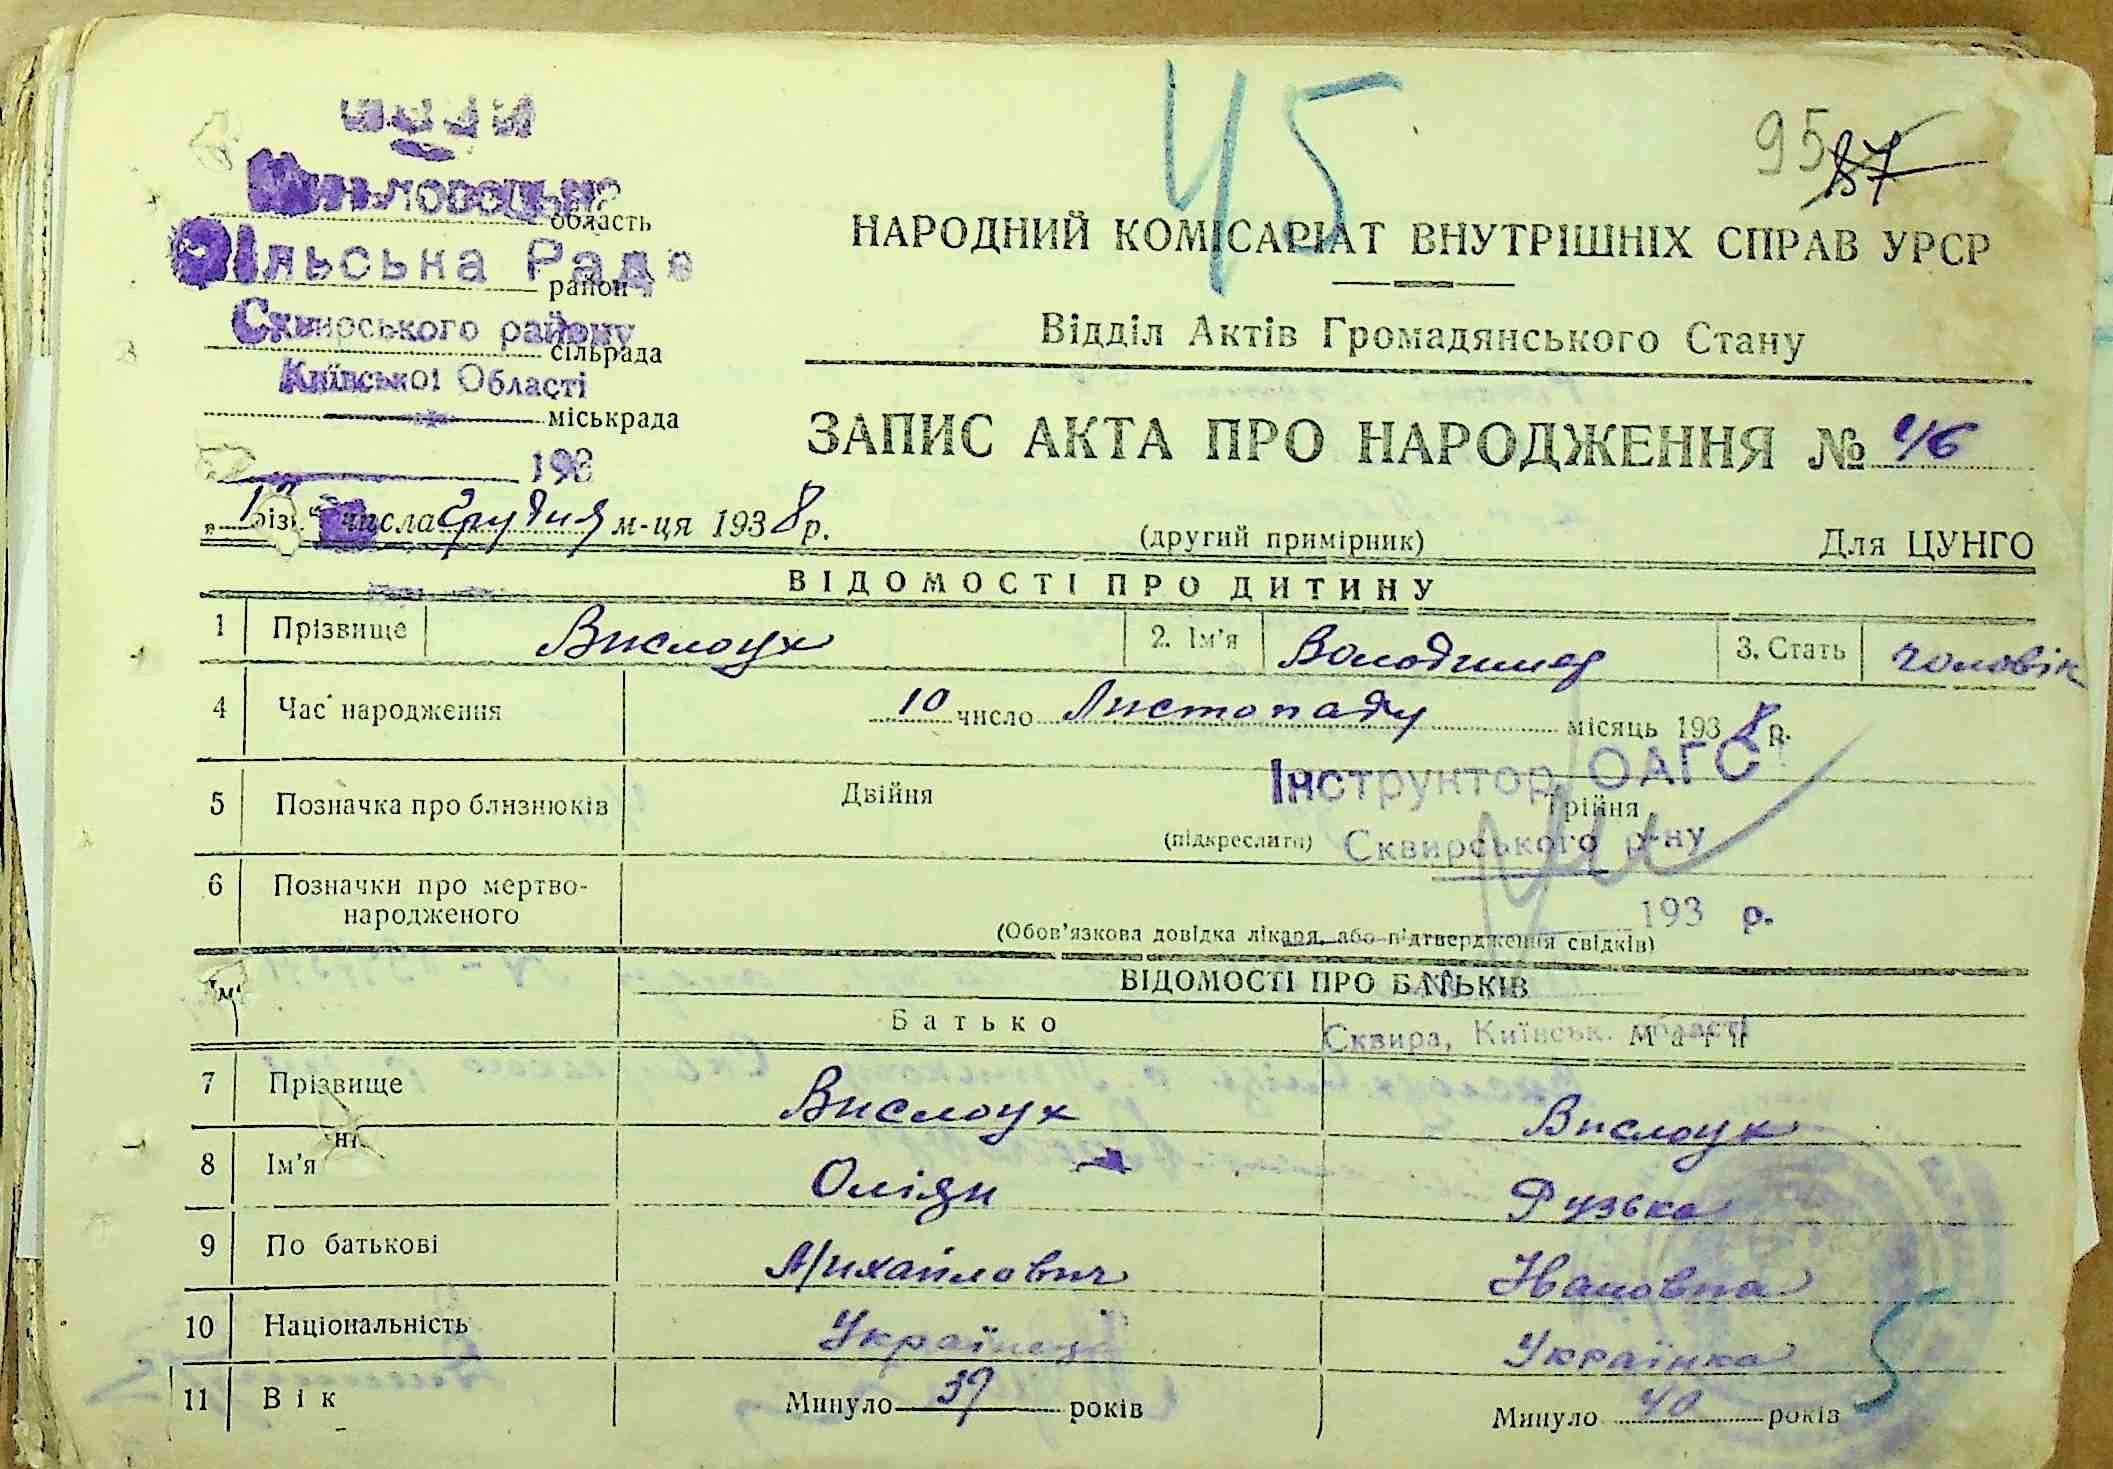 45
95 87
область
Сільська Рада
район
Сквирського району
сільрада
Київської Області
міськрада
193
НАРОДНИЙ КОМІСАРІАТ ВНУТРІШНІХ СПРАВ УРСР
Відділ Актів Громадянського Стану
ЗАПИС АКТА ПРО НАРОДЖЕННЯ № 46
числа Грудня м-ця 1938 р.
(другий примірник) Для ЦУНГО
ВІДОМОСТІ ПРО ДИТИНУ
1 Прізвище Вислоух 2. Ім'я Володимер 3. Стать чоловік
4 Час народження 10 число Листопаду місяць 1938 р.
Інструктор ОАГС
5 Позначка про близнюків Двійня Трійня
(підкреслити) Сквирського р-ну
6 Позначки про мертво-
народженого
193 р.
(Обов'язкова довідка лікаря, або підтвердження свідків)
ВІДОМОСТІ ПРО БАТЬКІВ
Батько Мати
Сквира, Київськ. області
7 Прізвище Вислоух Вислоух
8 Ім'я Оліян Рузька
9 По батькові Михайлович Івановна
10 Національність Українец Українка
11 Вік Минуло 39 років Минуло 40 років